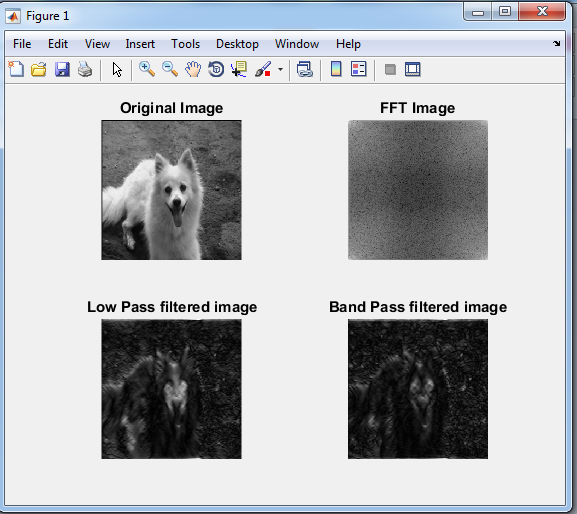 Figure 1
File Edit View Insert Tools Desktop Window Help
Original Image
FFT Image
Low Pass filtered image
Band Pass filtered image